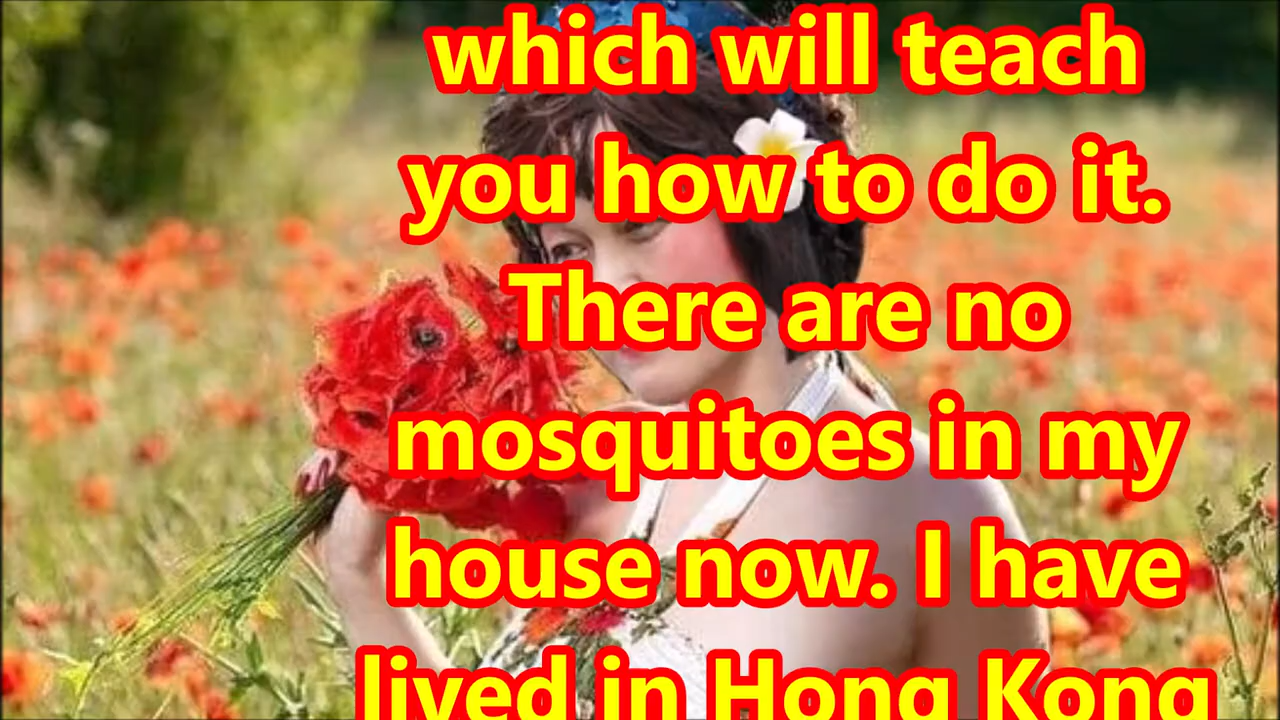 which will teach
you how to do it.
There are no
mosquitoes in my
house now. I have
lived in Hong Kong